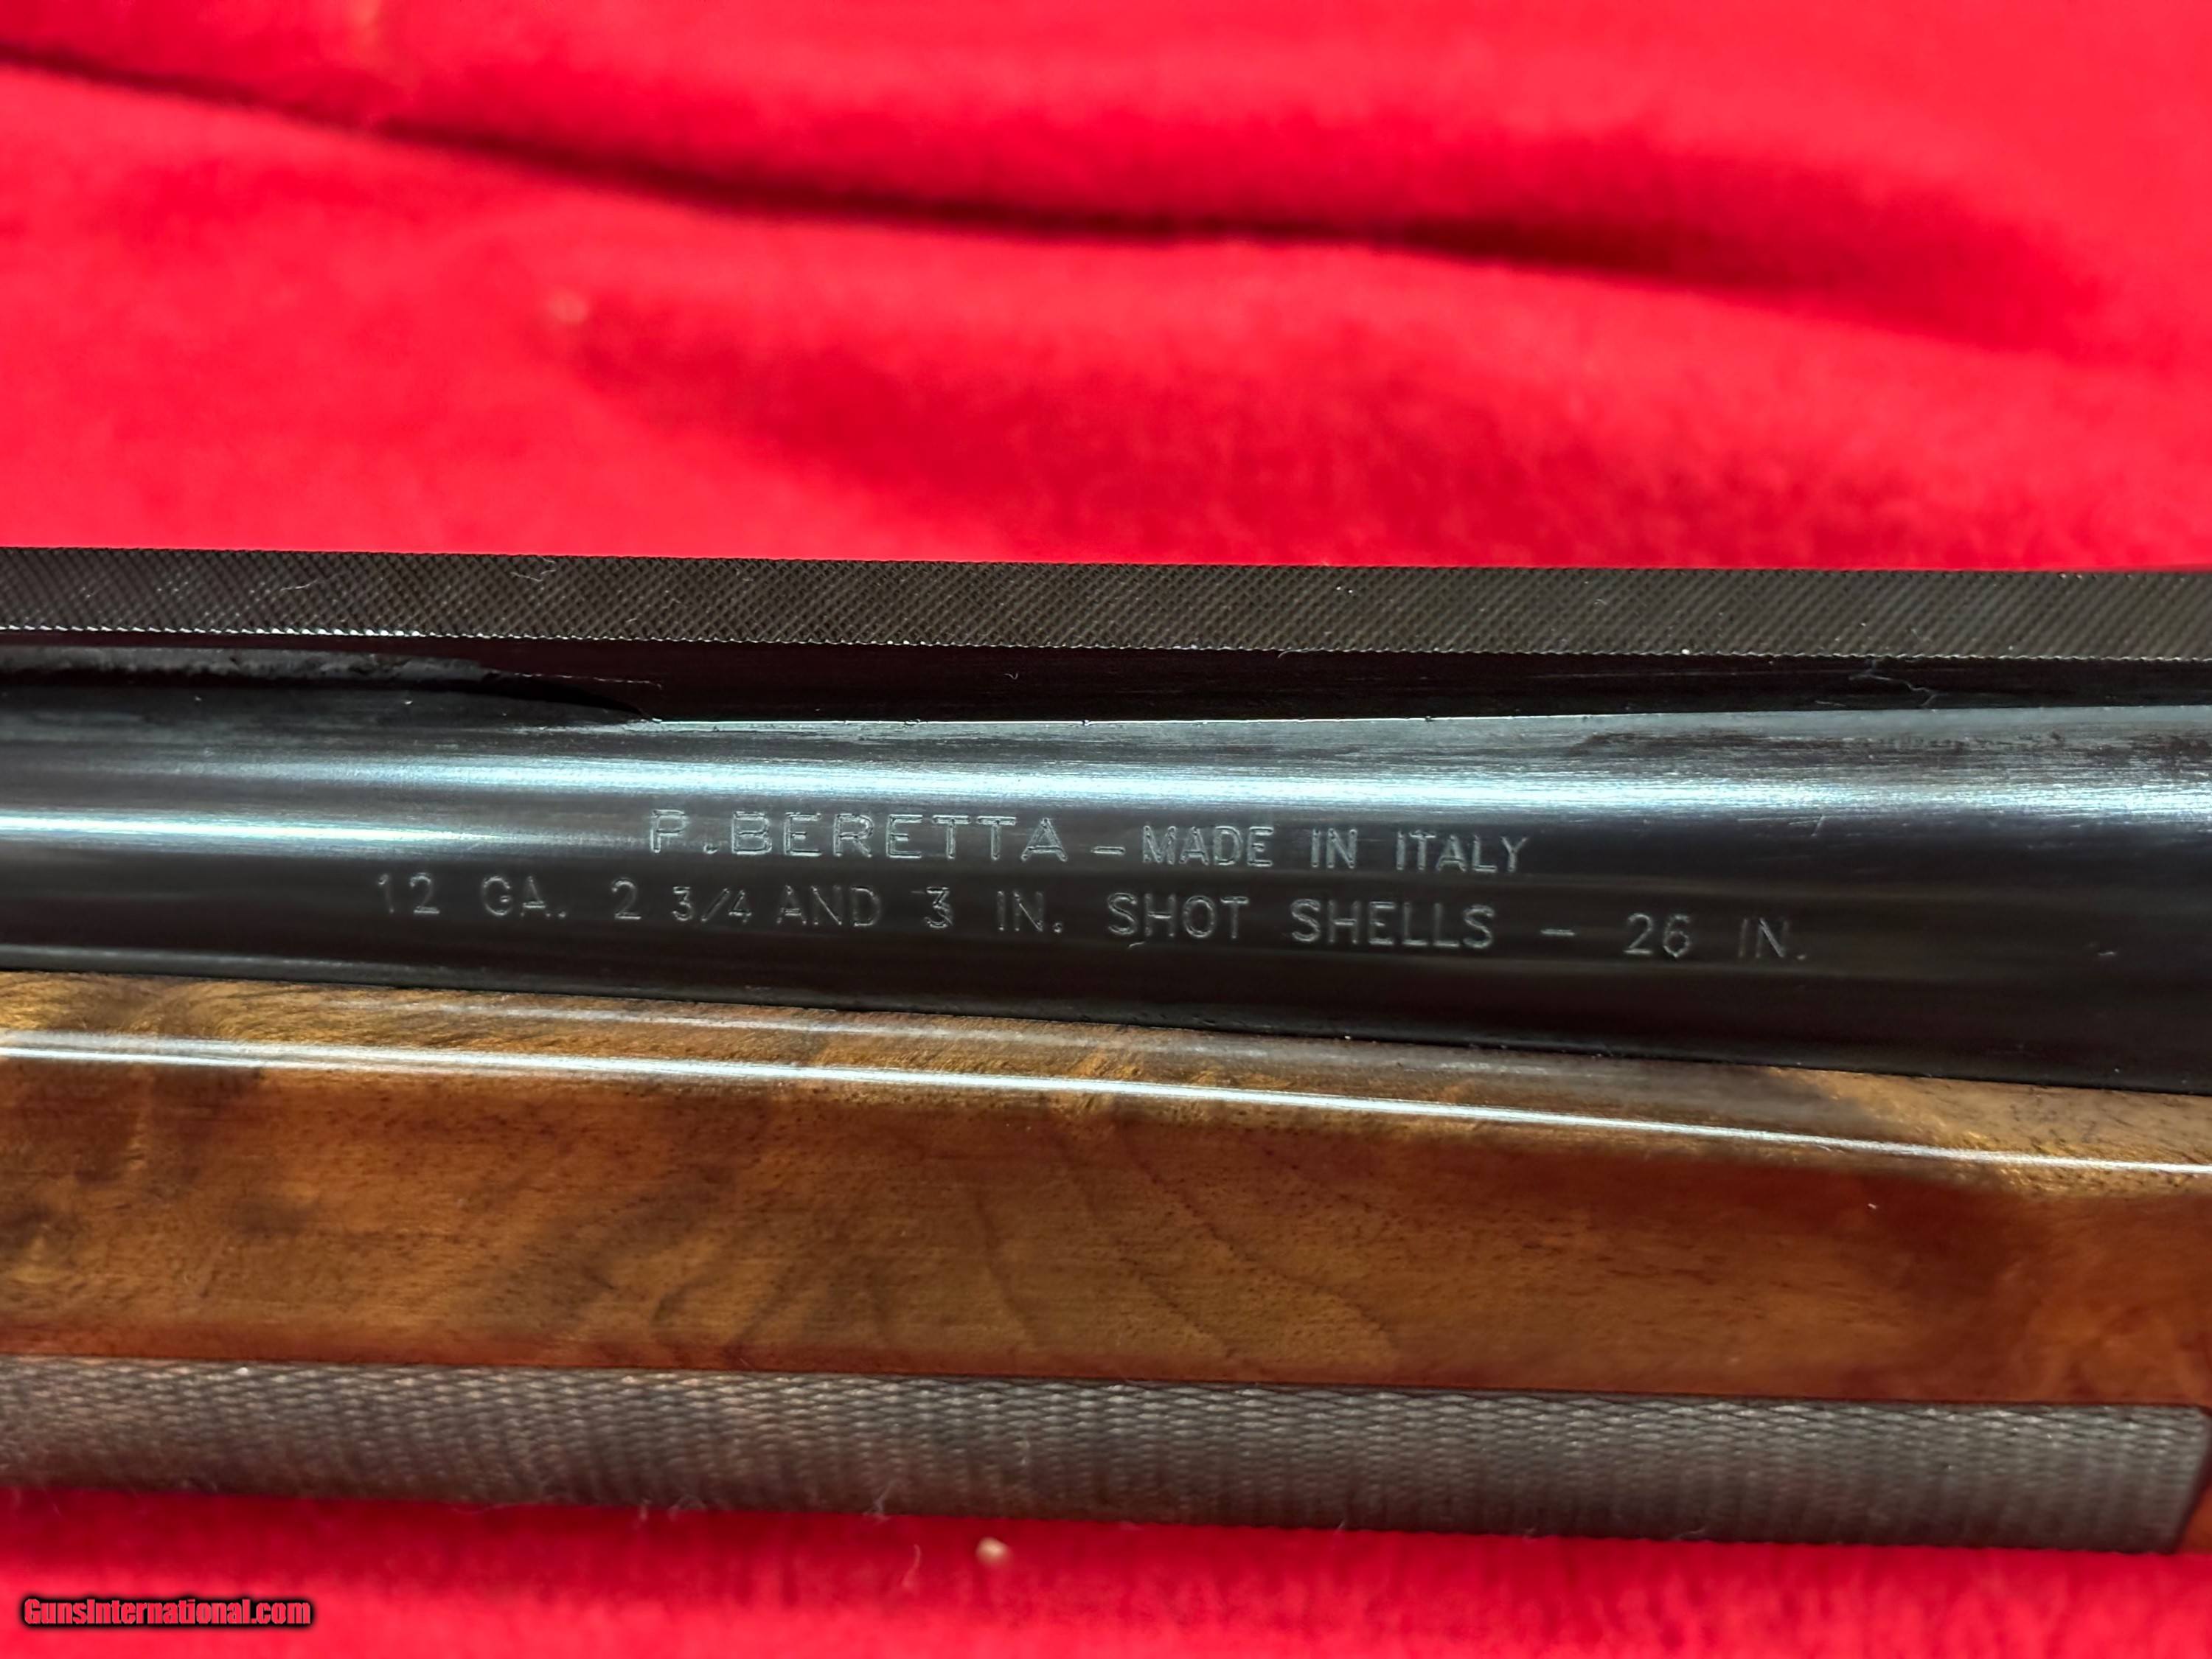 P.BERETTA - MADE IN ITALY
12 GA. 2 3/4 AND 3 IN. SHOT SHELLS - 26 IN.
GunsInternational.com